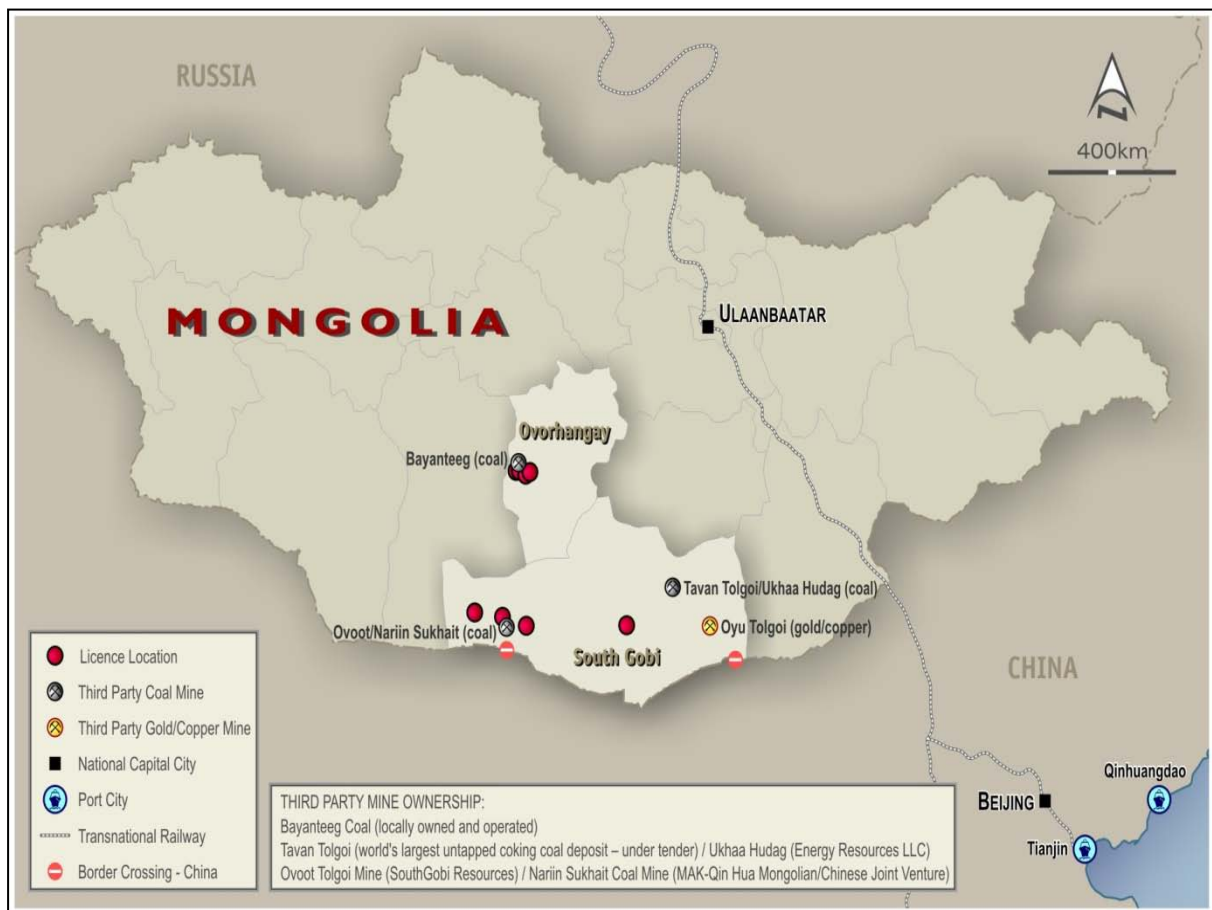 RUSSIA
400km
MONGOLIA
ULAANBAATAR
Ovorhangay
Bayanteeg (coal)
Tavan Tolgoi/Ukhaa Hudag (coal)
Ovoot/Nariin Sukhait (coal)
Oyu Tolgoi (gold/copper)
South Gobi
CHINA
Qinhuangdao
BEIJING
Tianjin
Licence Location
Third Party Coal Mine
Third Party Gold/Copper Mine
National Capital City
Port City
Transnational Railway
Border Crossing - China
THIRD PARTY MINE OWNERSHIP:
Bayanteeg Coal (locally owned and operated)
Tavan Tolgoi (world's largest untapped coking coal deposit – under tender) / Ukhaa Hudag (Energy Resources LLC)
Ovoot Tolgoi Mine (SouthGobi Resources) / Nariin Sukhait Coal Mine (MAK-Qin Hua Mongolian/Chinese Joint Venture)